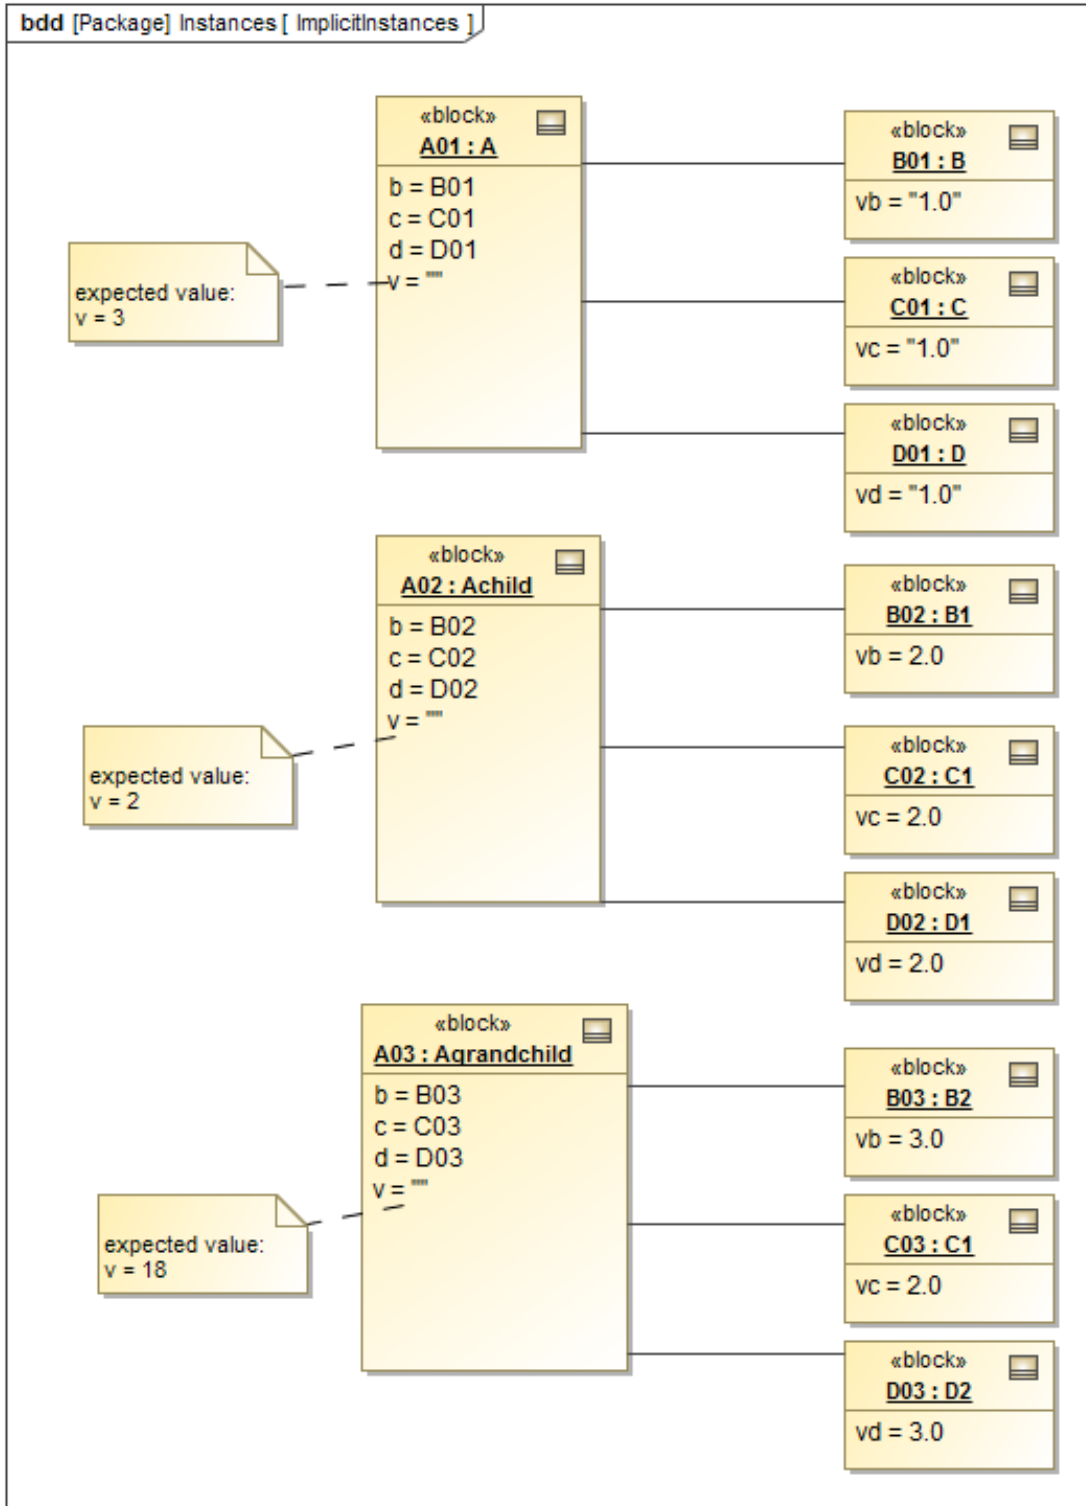 bdd [Package] Instances [ ImplicitInstances ]
«block»
A01 : A
b = B01
c = C01
d = D01
v = ""
expected value:
v = 3
«block»
B01 : B
vb = "1.0"
«block»
C01 : C
vc = "1.0"
«block»
D01 : D
vd = "1.0"
«block»
A02 : Achild
b = B02
c = C02
d = D02
v = ""
expected value:
v = 2
«block»
B02 : B1
vb = 2.0
«block»
C02 : C1
vc = 2.0
«block»
D02 : D1
vd = 2.0
«block»
A03 : Agrandchild
b = B03
c = C03
d = D03
v = ""
expected value:
v = 18
«block»
B03 : B2
vb = 3.0
«block»
C03 : C1
vc = 2.0
«block»
D03 : D2
vd = 3.0